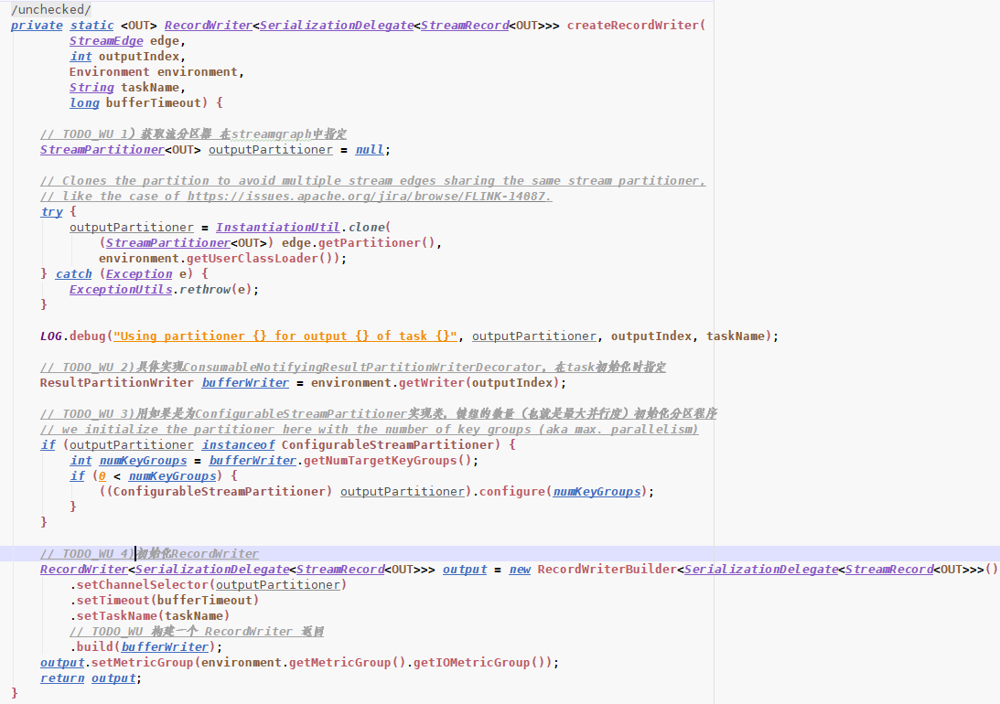 /unchecked/
private static <OUT> RecordWriter<SerializationDelegate<StreamRecord<OUT>>> createRecordWriter(
StreamEdge edge,
int outputIndex,
Environment environment,
String taskName,
long bufferTimeout) {
// TODO_WU 1）获取流分区器 在streamgraph中指定
StreamPartitioner<OUT> outputPartitioner = null;
// Clones the partition to avoid multiple stream edges sharing the same stream partitioner,
// like the case of https://issues.apache.org/jira/browse/FLINK-14087.
try {
outputPartitioner = InstantiationUtil.clone(
(StreamPartitioner<OUT>) edge.getPartitioner(),
environment.getUserClassLoader());
} catch (Exception e) {
ExceptionUtils.rethrow(e);
}
LOG.debug("Using partitioner {} for output {} of task {}", outputPartitioner, outputIndex, taskName);
// TODO_WU 2)具体实现ConsumableNotifyingResultPartitionWriterDecorator，在task初始化时指定
ResultPartitionWriter bufferWriter = environment.getWriter(outputIndex);
// TODO_WU 3)用如果是为ConfigurableStreamPartitioner实现类，键组的数量（也就是最大并行度）初始化分区程序
// we initialize the partitioner here with the number of key groups (aka max. parallelism)
if (outputPartitioner instanceof ConfigurableStreamPartitioner) {
int numKeyGroups = bufferWriter.getNumTargetKeyGroups();
if (0 < numKeyGroups) {
((ConfigurableStreamPartitioner) outputPartitioner).configure(numKeyGroups);
}
}
// TODO_WU 4)初始化RecordWriter
RecordWriter<SerializationDelegate<StreamRecord<OUT>>> output = new RecordWriterBuilder<SerializationDelegate<StreamRecord<OUT>>>()
.setChannelSelector(outputPartitioner)
.setTimeout(bufferTimeout)
.setTaskName(taskName)
// TODO_WU 构建一个 RecordWriter 返回
.build(bufferWriter);
output.setMetricGroup(environment.getMetricGroup().getIOMetricGroup());
return output;
}